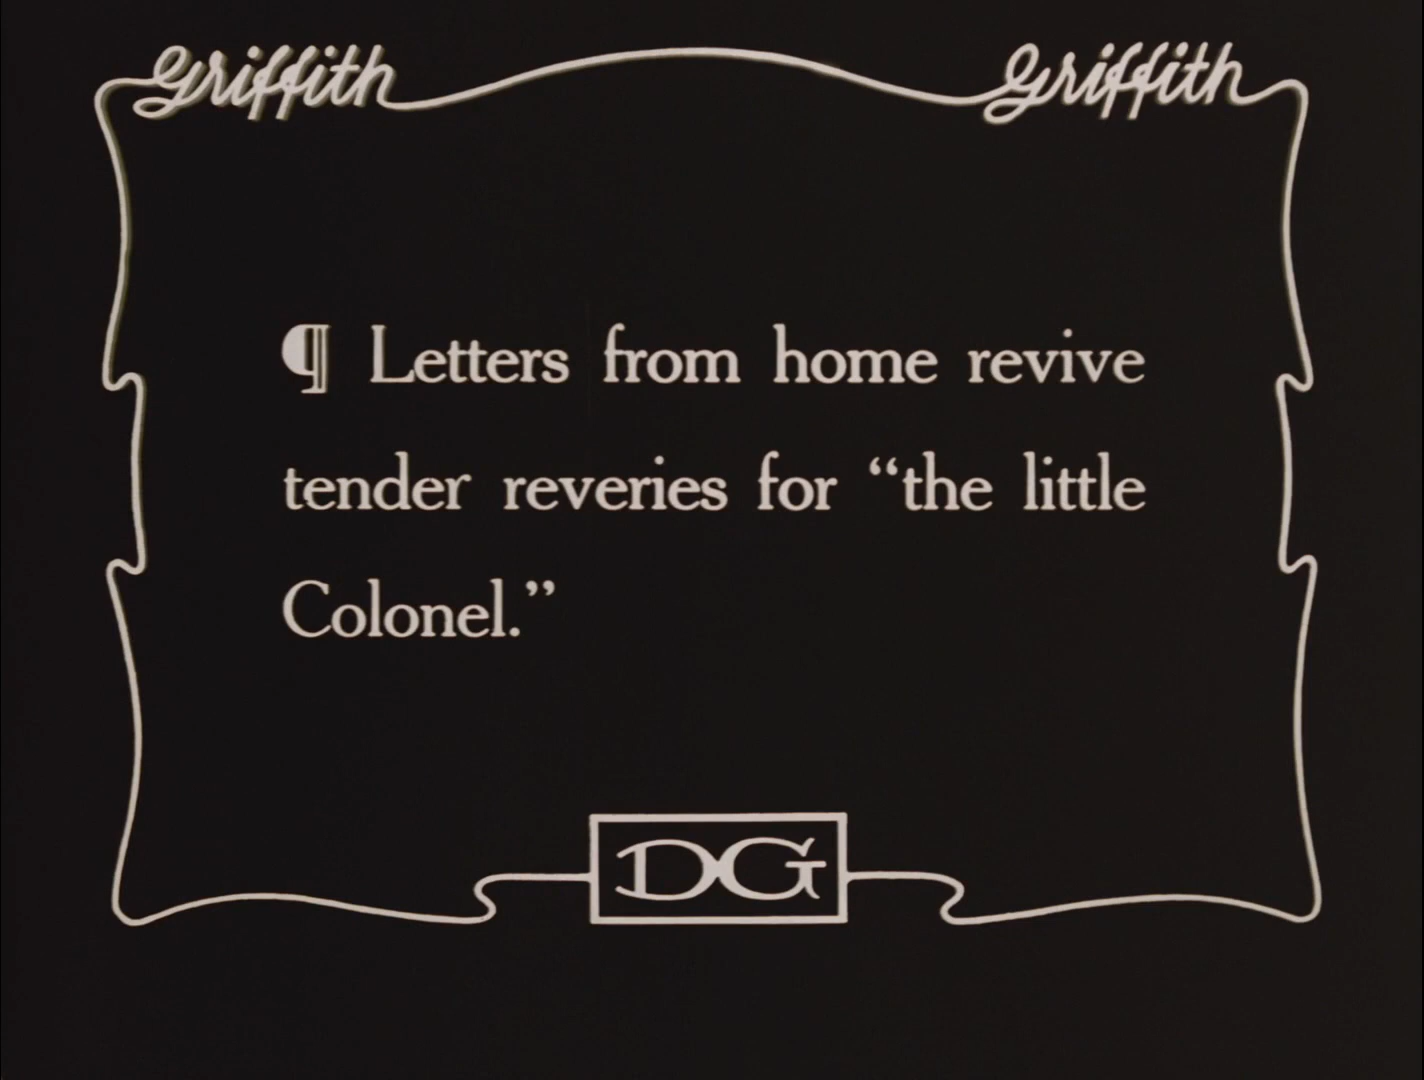 Griffith Griffith
¶ Letters from home revive
tender reveries for “the little
Colonel.”
DG